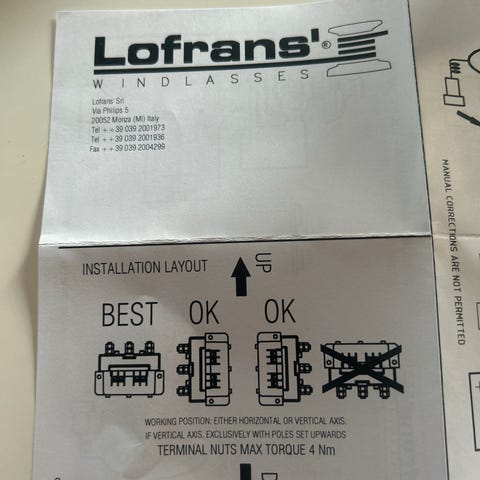 Lofrans'®
WINDLASSES
Lofrans' Srl
Via Philips 5
20052 Monza (MI) Italy
Tel ++39 039 2001973
Tel ++39 039 2001936
Fax ++39 039 2004299
INSTALLATION LAYOUT
UP
BEST OK OK
WORKING POSITION: EITHER HORIZONTAL OR VERTICAL AXIS.
IF VERTICAL AXIS, EXCLUSIVELY WITH POLES SET UPWARDS
TERMINAL NUTS MAX TORQUE 4 Nm
MANUAL CORRECTIONS ARE NOT PERMITTED